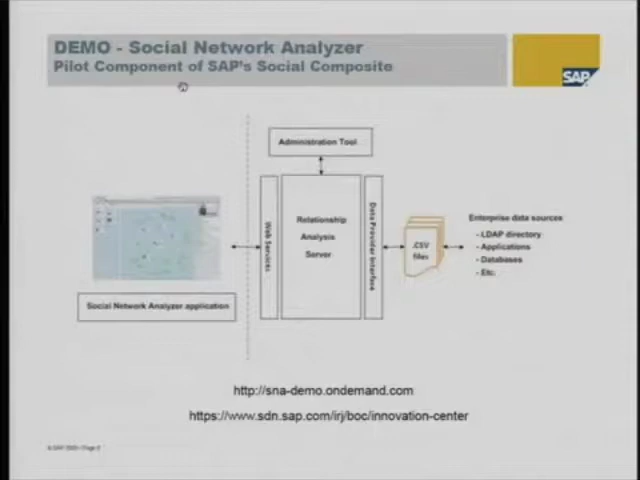 DEMO - Social Network Analyzer
Pilot Component of SAP's Social Composite
SAP
Administration Tool
Web Services
Relationship
Analysis
Server
Data Provider Interface
.CSV
files
Enterprise data sources
- LDAP directory
- Applications
- Databases
- Etc.
Social Network Analyzer application
http://sna-demo.ondemand.com
https://www.sdn.sap.com/irj/boc/innovation-center